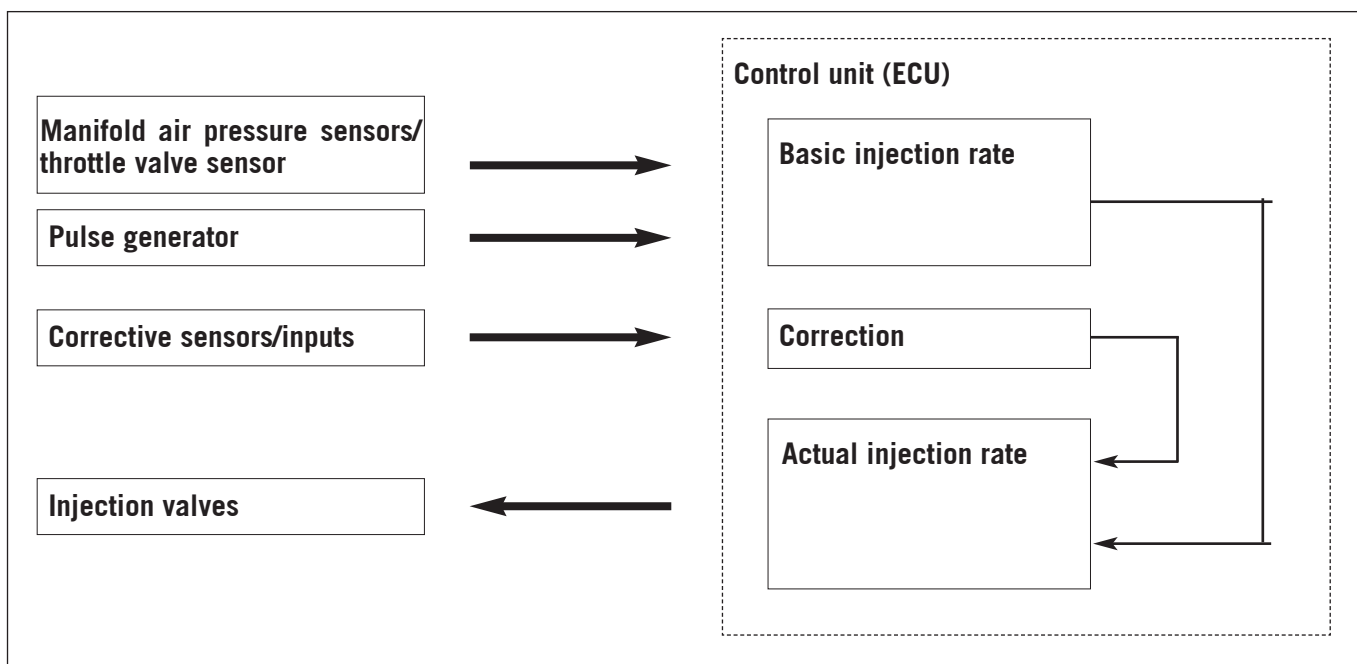 Control unit (ECU)
Manifold air pressure sensors/
throttle valve sensor
Basic injection rate
Pulse generator
Corrective sensors/inputs
Correction
Actual injection rate
Injection valves